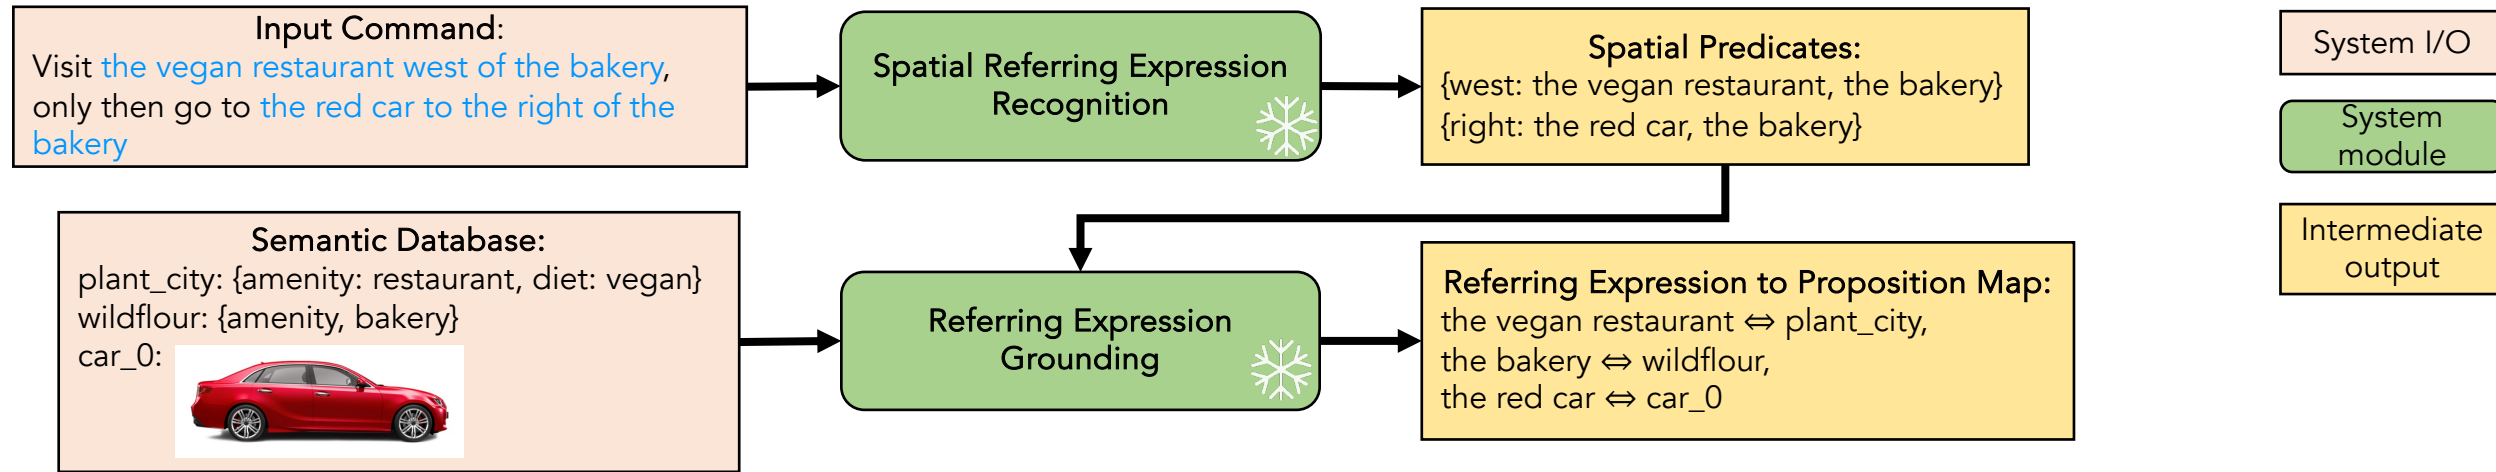 Input Command:
Visit the vegan restaurant west of the bakery,
only then go to the red car to the right of the
bakery
Spatial Referring Expression
Recognition
Spatial Predicates:
{west: the vegan restaurant, the bakery}
{right: the red car, the bakery}
System I/O
System
module
Intermediate
output
Semantic Database:
plant_city: {amenity: restaurant, diet: vegan}
wildflour: {amenity, bakery}
car_0:
Referring Expression
Grounding
Referring Expression to Proposition Map:
the vegan restaurant ⇔ plant_city,
the bakery ⇔ wildflour,
the red car ⇔ car_0